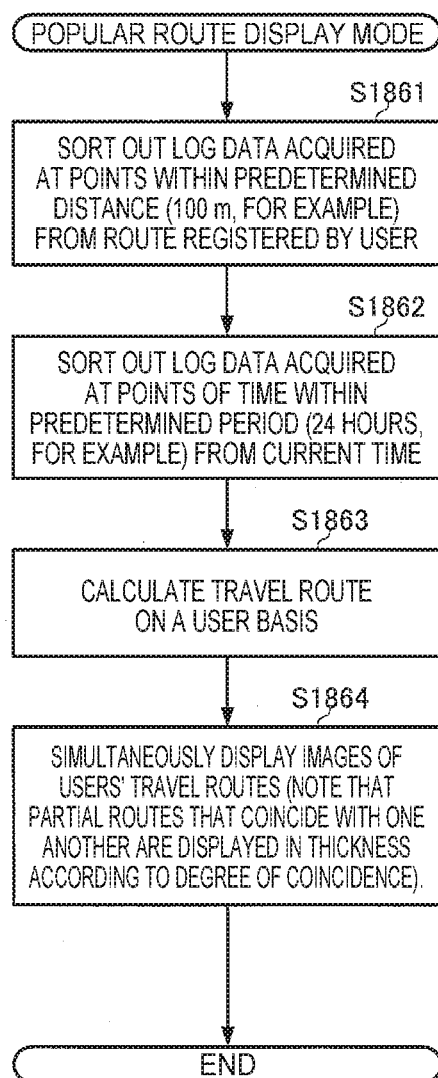 POPULAR ROUTE DISPLAY MODE
S1861
SORT OUT LOG DATA ACQUIRED
AT POINTS WITHIN PREDETERMINED
DISTANCE (100 m, FOR EXAMPLE)
FROM ROUTE REGISTERED BY USER
S1862
SORT OUT LOG DATA ACQUIRED
AT POINTS OF TIME WITHIN
PREDETERMINED PERIOD (24 HOURS,
FOR EXAMPLE) FROM CURRENT TIME
S1863
CALCULATE TRAVEL ROUTE
ON A USER BASIS
S1864
SIMULTANEOUSLY DISPLAY IMAGES OF
USERS' TRAVEL ROUTES (NOTE THAT
PARTIAL ROUTES THAT COINCIDE WITH ONE
ANOTHER ARE DISPLAYED IN THICKNESS
ACCORDING TO DEGREE OF COINCIDENCE).
END